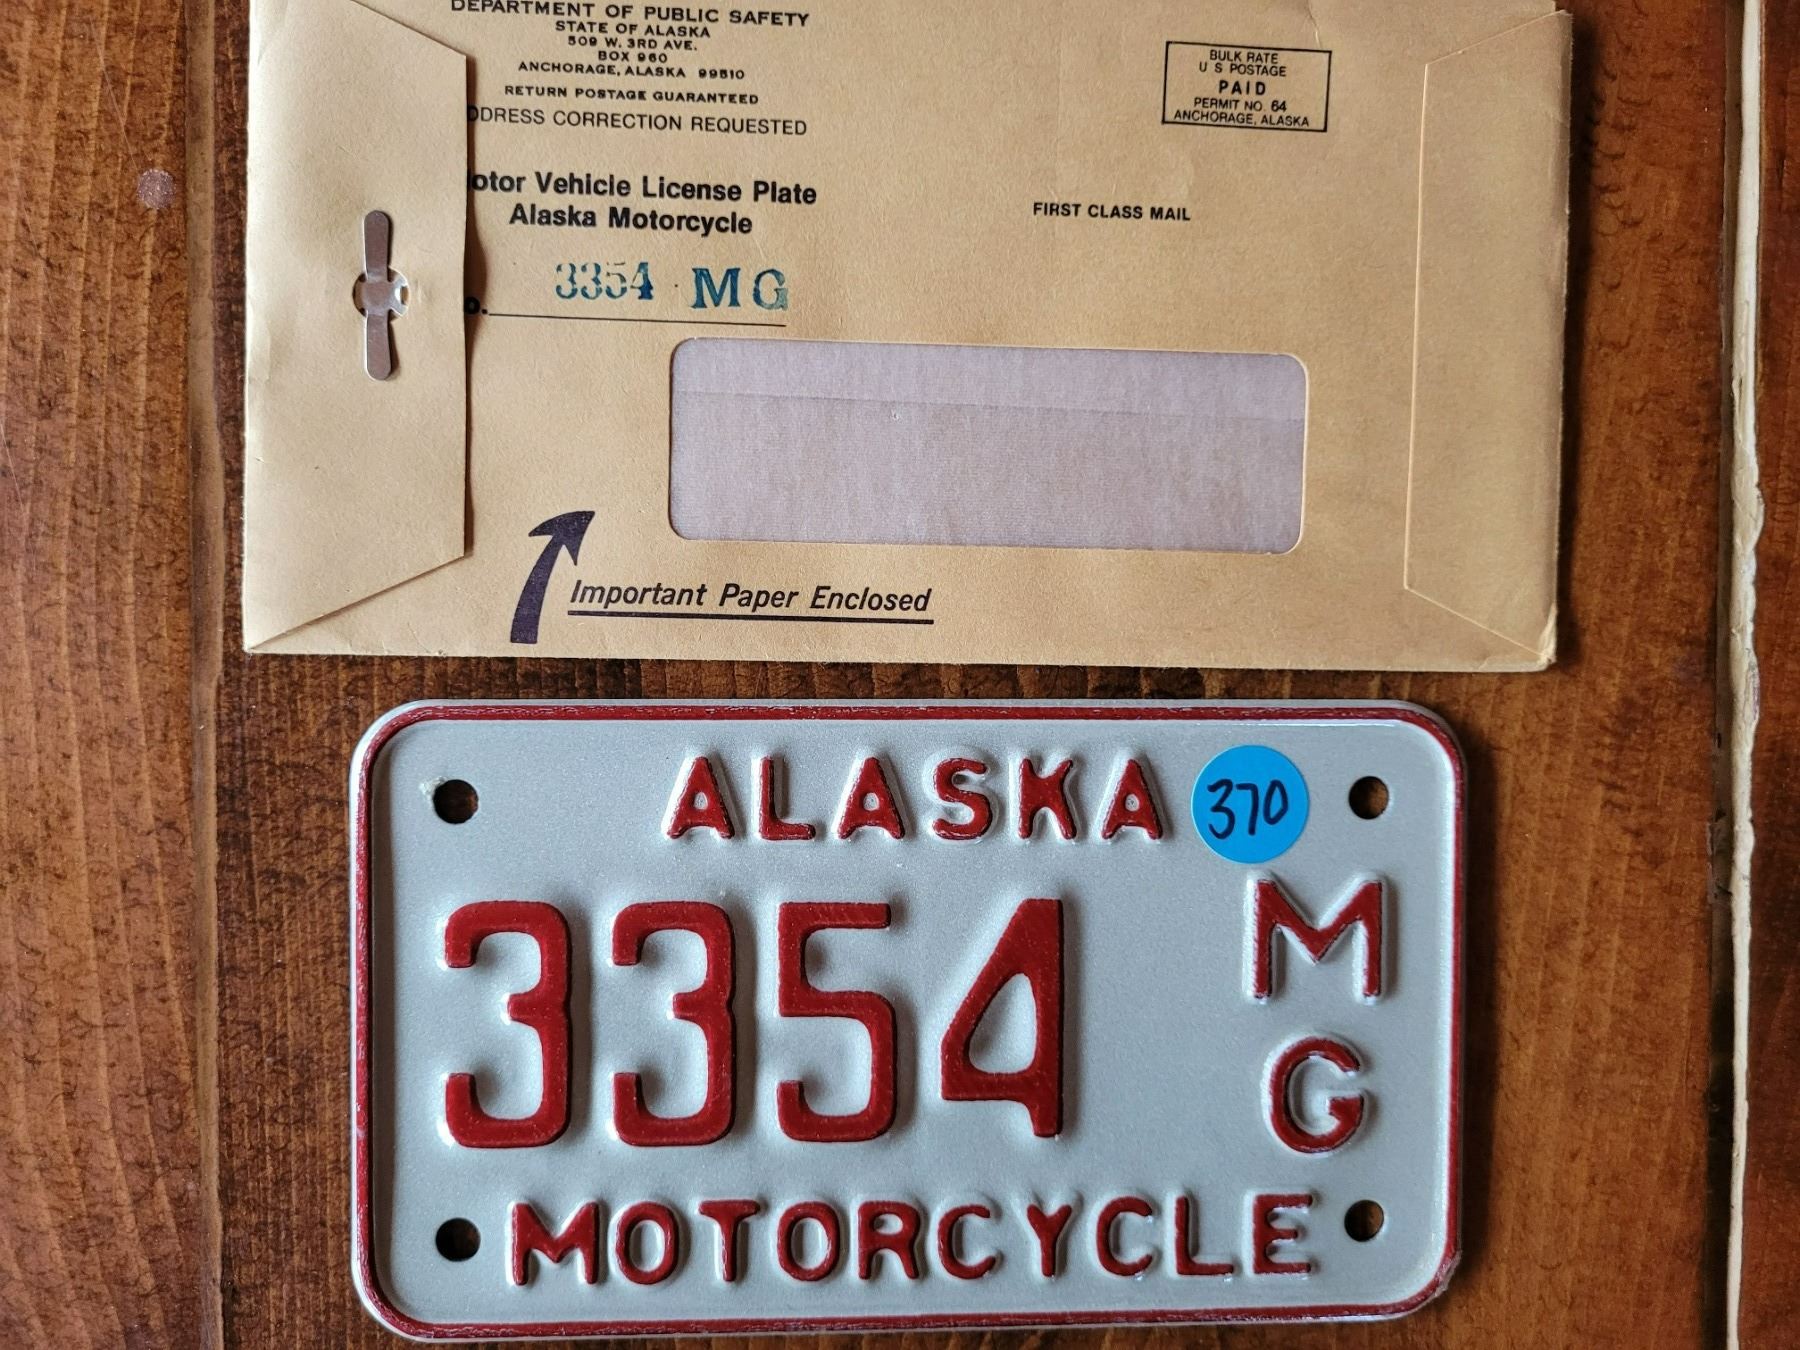 DEPARTMENT OF PUBLIC SAFETY
STATE OF ALASKA
509 W. 3RD AVE.
BOX 960
ANCHORAGE, ALASKA 99510
RETURN POSTAGE GUARANTEED
DDRESS CORRECTION REQUESTED
BULK RATE
U S POSTAGE
PAID
PERMIT NO. 64
ANCHORAGE, ALASKA
otor Vehicle License Plate
Alaska Motorcycle
FIRST CLASS MAIL
o. 3354 MG
Important Paper Enclosed
ALASKA
370
3354
MG
MOTORCYCLE